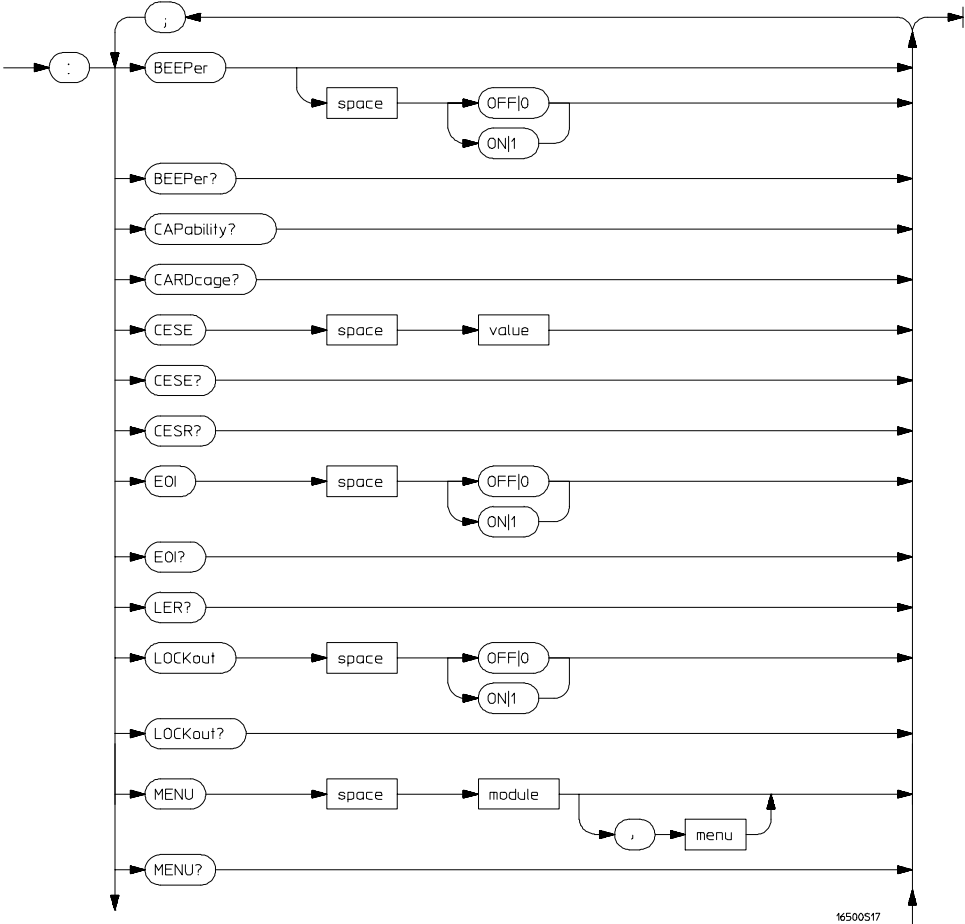 ;
: BEEPer
space OFF|0
ON|1
BEEPer?
CAPability?
CARDcage?
CESE space value
CESE?
CESR?
EOI space OFF|0
ON|1
EOI?
LER?
LOCKout space OFF|0
ON|1
LOCKout?
MENU space module
, menu
MENU?
16500S17